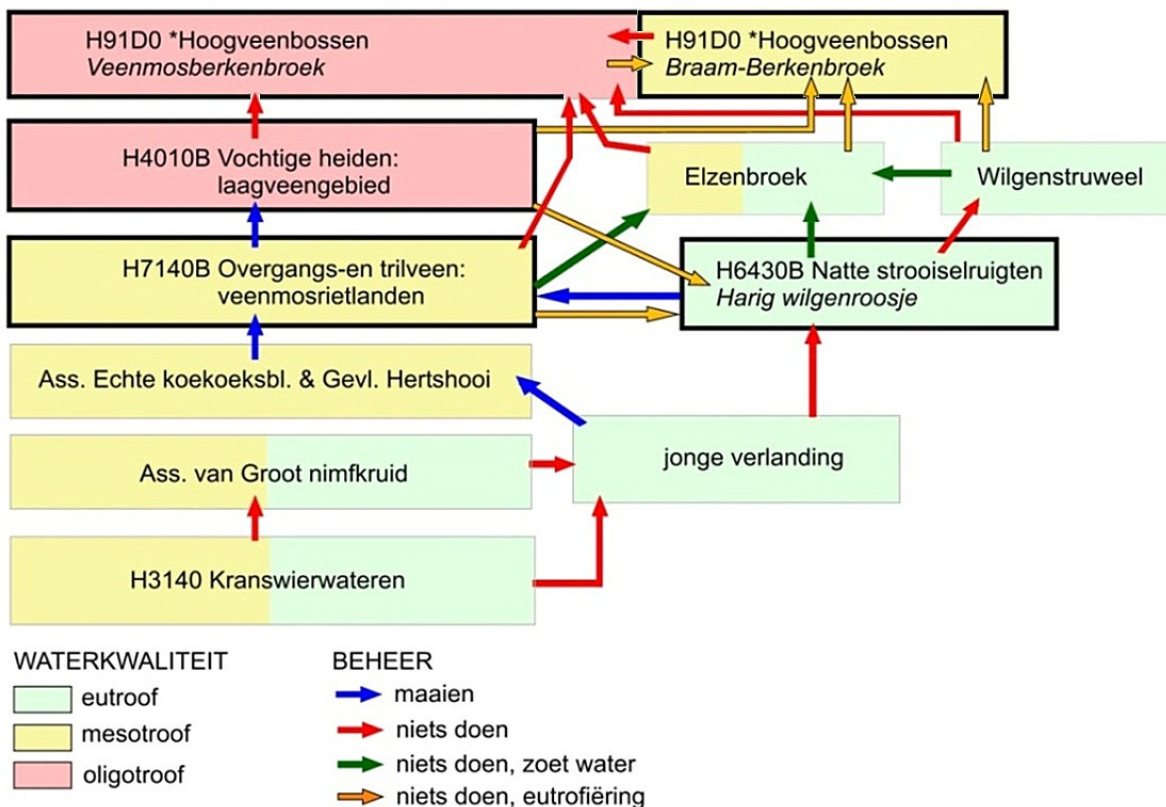 H91D0 *Hoogveenbossen
Veenmosberkenbroek
H91D0 *Hoogveenbossen
Braam-Berkenbroek
H4010B Vochtige heiden:
laagveengebied
Elzenbroek
Wilgenstruweel
H7140B Overgangs-en trilveen:
veenmosrietlanden
H6430B Natte strooiselruigten
Harig wilgenroosje
Ass. Echte koekoeksbl. & Gevl. Hertshooi
Ass. van Groot nimfkruid
jonge verlanding
H3140 Kranswierwateren
WATERKWALITEIT
eutroof
mesotroof
oligotroof
BEHEER
maaien
niets doen
niets doen, zoet water
niets doen, eutrofiëring